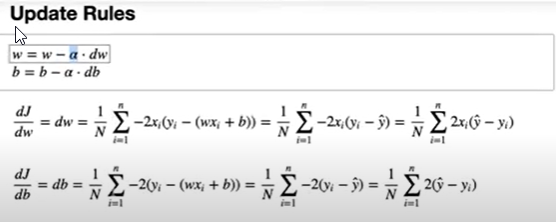 Update Rules
w = w − α · dw
b = b − α · db
dJ/dw = dw = 1/N ∑_{i=1}^{n} −2x_i(y_i − (wx_i + b)) = 1/N ∑_{i=1}^{n} −2x_i(y_i − ŷ) = 1/N ∑_{i=1}^{n} 2x_i(ŷ − y_i)
dJ/db = db = 1/N ∑_{i=1}^{n} −2(y_i − (wx_i + b)) = 1/N ∑_{i=1}^{n} −2(y_i − ŷ) = 1/N ∑_{i=1}^{n} 2(ŷ − y_i)